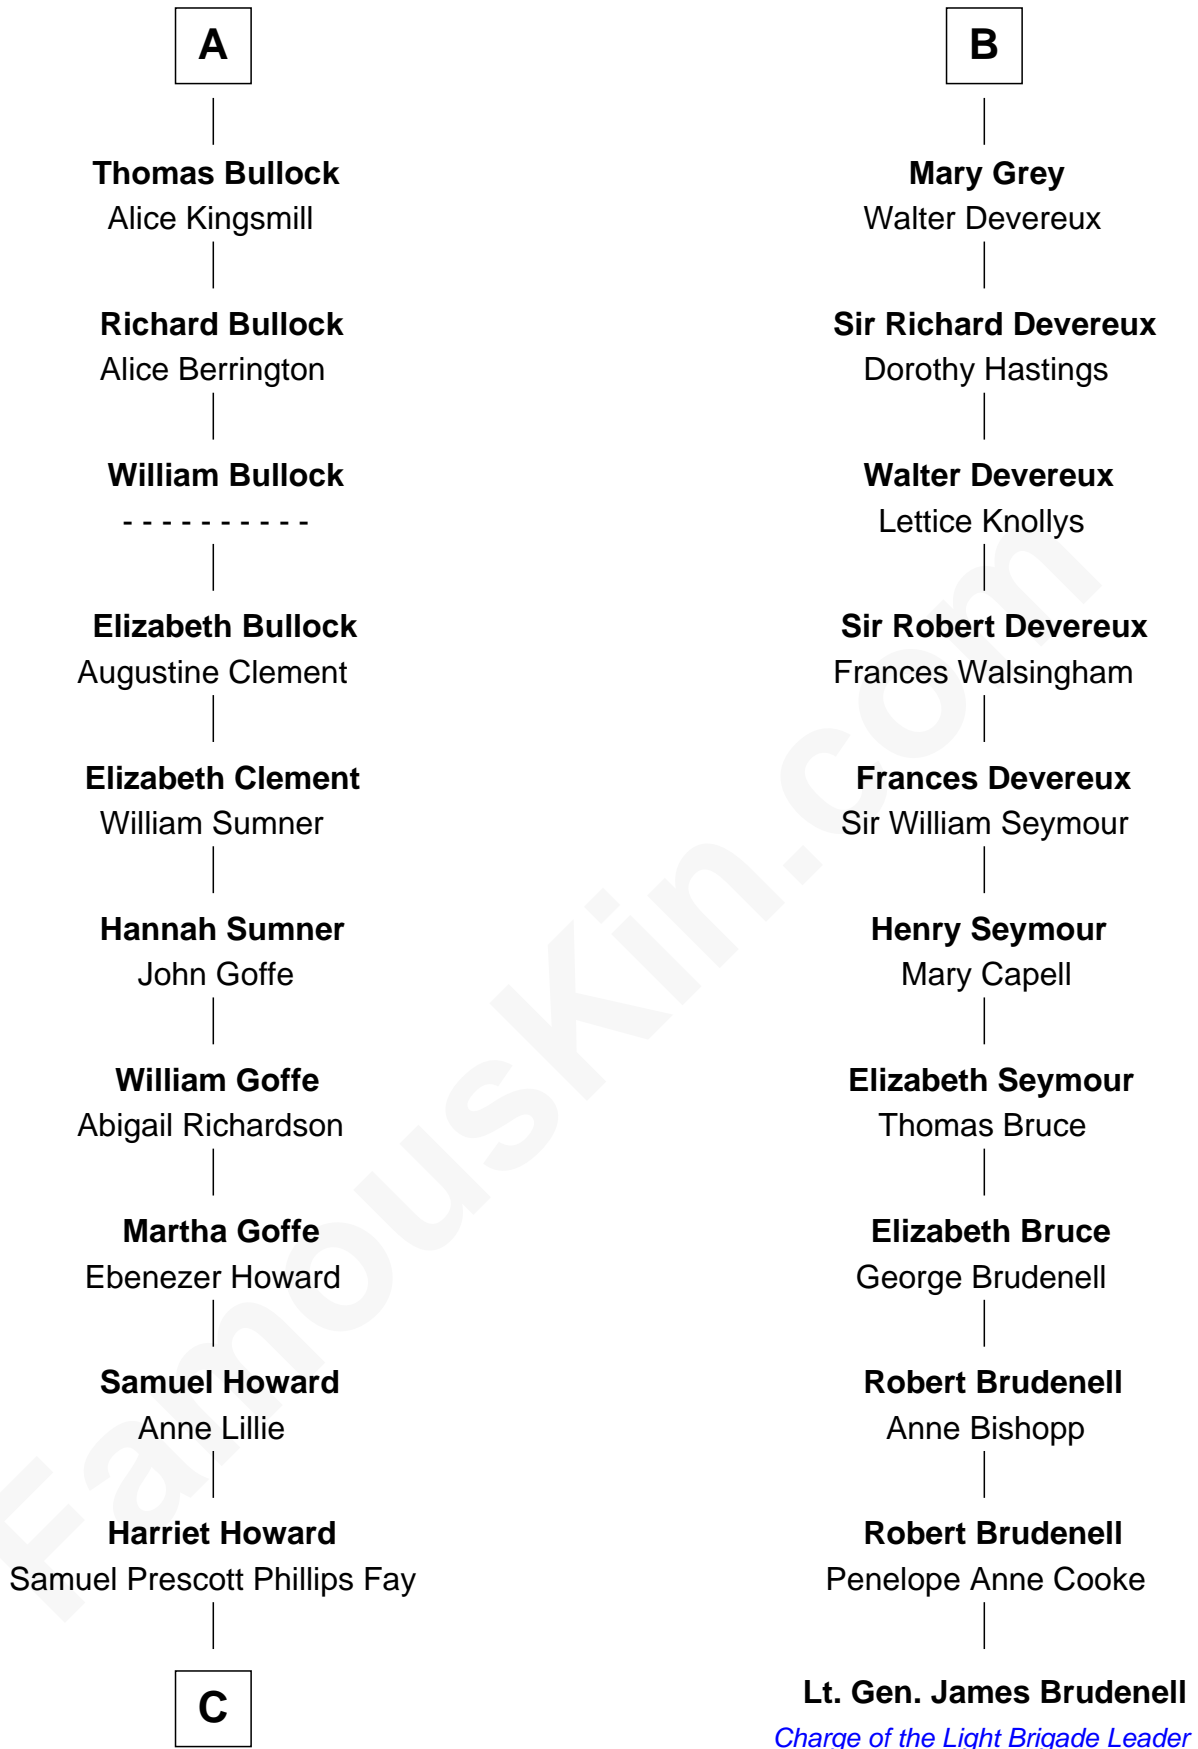 A
Thomas Bullock
Alice Kingsmill
Richard Bullock
Alice Berrington
William Bullock
- - - - - - - - - -
Elizabeth Bullock
Augustine Clement
Elizabeth Clement
William Sumner
Hannah Sumner
John Goffe
William Goffe
Abigail Richardson
Martha Goffe
Ebenezer Howard
Samuel Howard
Anne Lillie
Harriet Howard
Samuel Prescott Phillips Fay
C
B
Mary Grey
Walter Devereux
Sir Richard Devereux
Dorothy Hastings
Walter Devereux
Lettice Knollys
Sir Robert Devereux
Frances Walsingham
Frances Devereux
Sir William Seymour
Henry Seymour
Mary Capell
Elizabeth Seymour
Thomas Bruce
Elizabeth Bruce
George Brudenell
Robert Brudenell
Anne Bishopp
Robert Brudenell
Penelope Anne Cooke
Lt. Gen. James Brudenell
Charge of the Light Brigade Leader
FamousKin.com